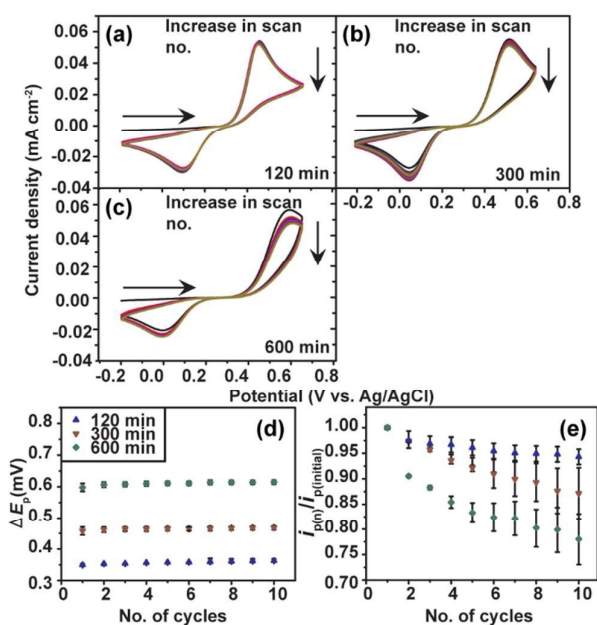 (a) Increase in scan no.
120 min
(b) Increase in scan no.
300 min
(c) Increase in scan no.
600 min
Current density (mA cm⁻²)
0.06
0.04
0.02
0.00
-0.02
-0.04
0.06
0.04
0.02
0.00
-0.02
-0.04
-0.2 0.0 0.2 0.4 0.6 0.8
-0.2 0.0 0.2 0.4 0.6 0.8
Potential (V vs. Ag/AgCl)
120 min
300 min
600 min
(d)
Δ Eₚ(mV)
0.8
0.7
0.6
0.5
0.4
0.3
0 2 4 6 8 10
No. of cycles
(e)
iₚ₍ₙ₎/iₚ₍initial₎
1.00
0.95
0.90
0.85
0.80
0.75
0.70
2 4 6 8 10
No. of cycles